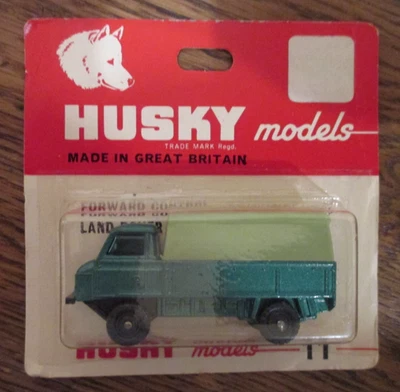 HUSKY models
TRADE MARK Regd.
MADE IN GREAT BRITAIN
FORWARD CONTROL
LAND
HUSKY models 11